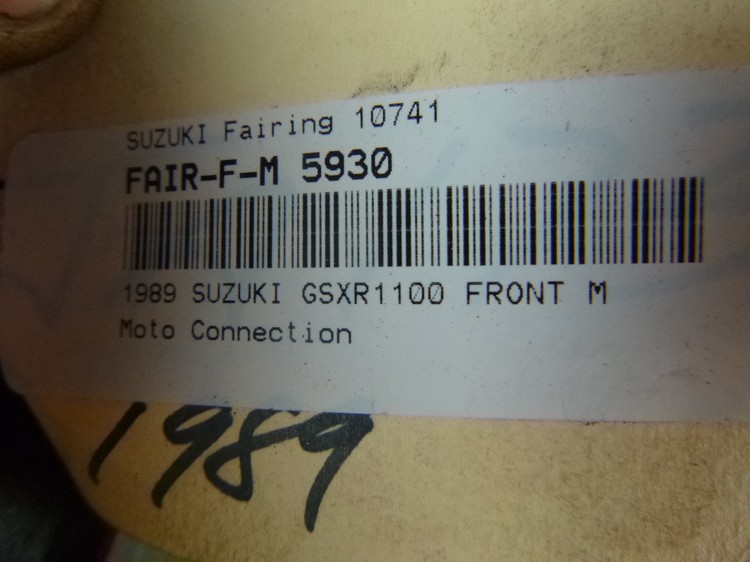 SUZUKI Fairing 10741
FAIR-F-M 5930
1989 SUZUKI GSXR1100 FRONT M
Moto Connection
1989